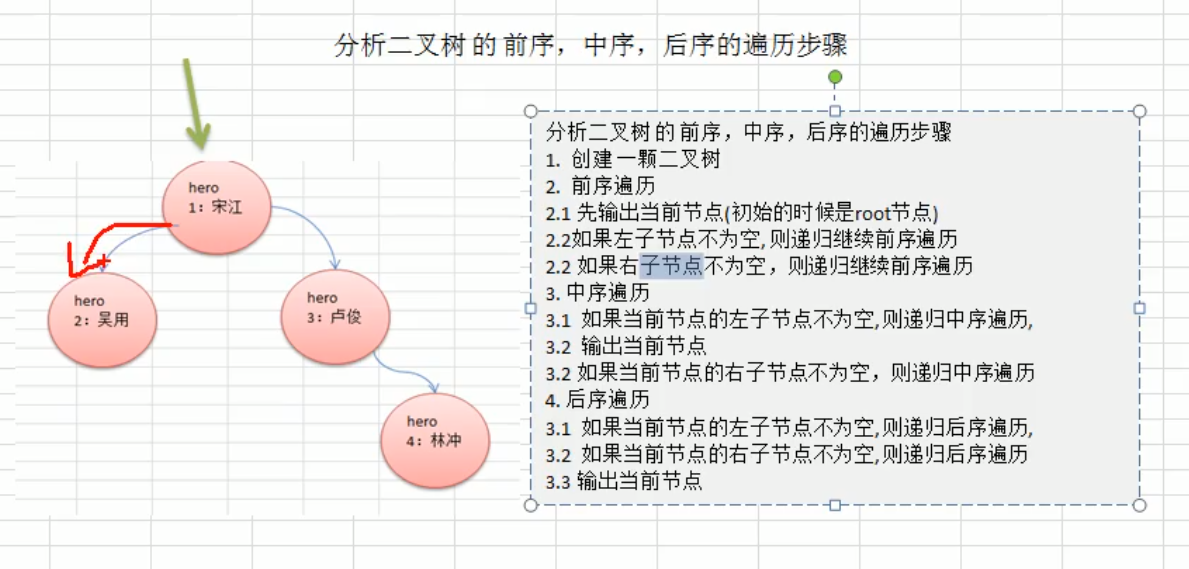 分析二叉树的前序，中序，后序的遍历步骤
hero
1：宋江
hero
2：吴用
hero
3：卢俊
hero
4：林冲
分析二叉树的前序，中序，后序的遍历步骤
1. 创建一颗二叉树
2. 前序遍历
2.1 先输出当前节点(初始的时候是root节点)
2.2如果左子节点不为空,则递归继续前序遍历
2.2 如果右子节点不为空，则递归继续前序遍历
3. 中序遍历
3.1 如果当前节点的左子节点不为空,则递归中序遍历,
3.2 输出当前节点
3.2 如果当前节点的右子节点不为空，则递归中序遍历
4. 后序遍历
3.1 如果当前节点的左子节点不为空,则递归后序遍历,
3.2 如果当前节点的右子节点不为空,则递归后序遍历
3.3 输出当前节点